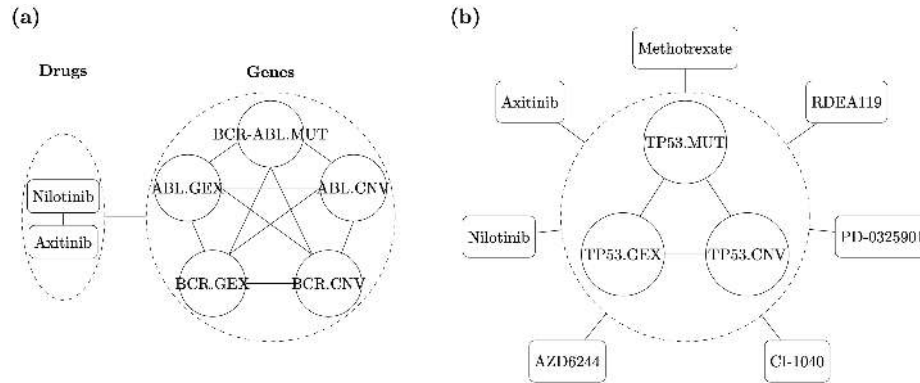 (a)
Drugs
Genes
BCR-ABL.MUT
ABL.GEX
ABL.CNV
Nilotinib
Axitinib
BCR.GEX
BCR.CNV
(b)
Methotrexate
Axitinib
RDEA119
TP53.MUT
Nilotinib
PD-0325901
TP53.GEX
TP53.CNV
AZD6244
CI-1040